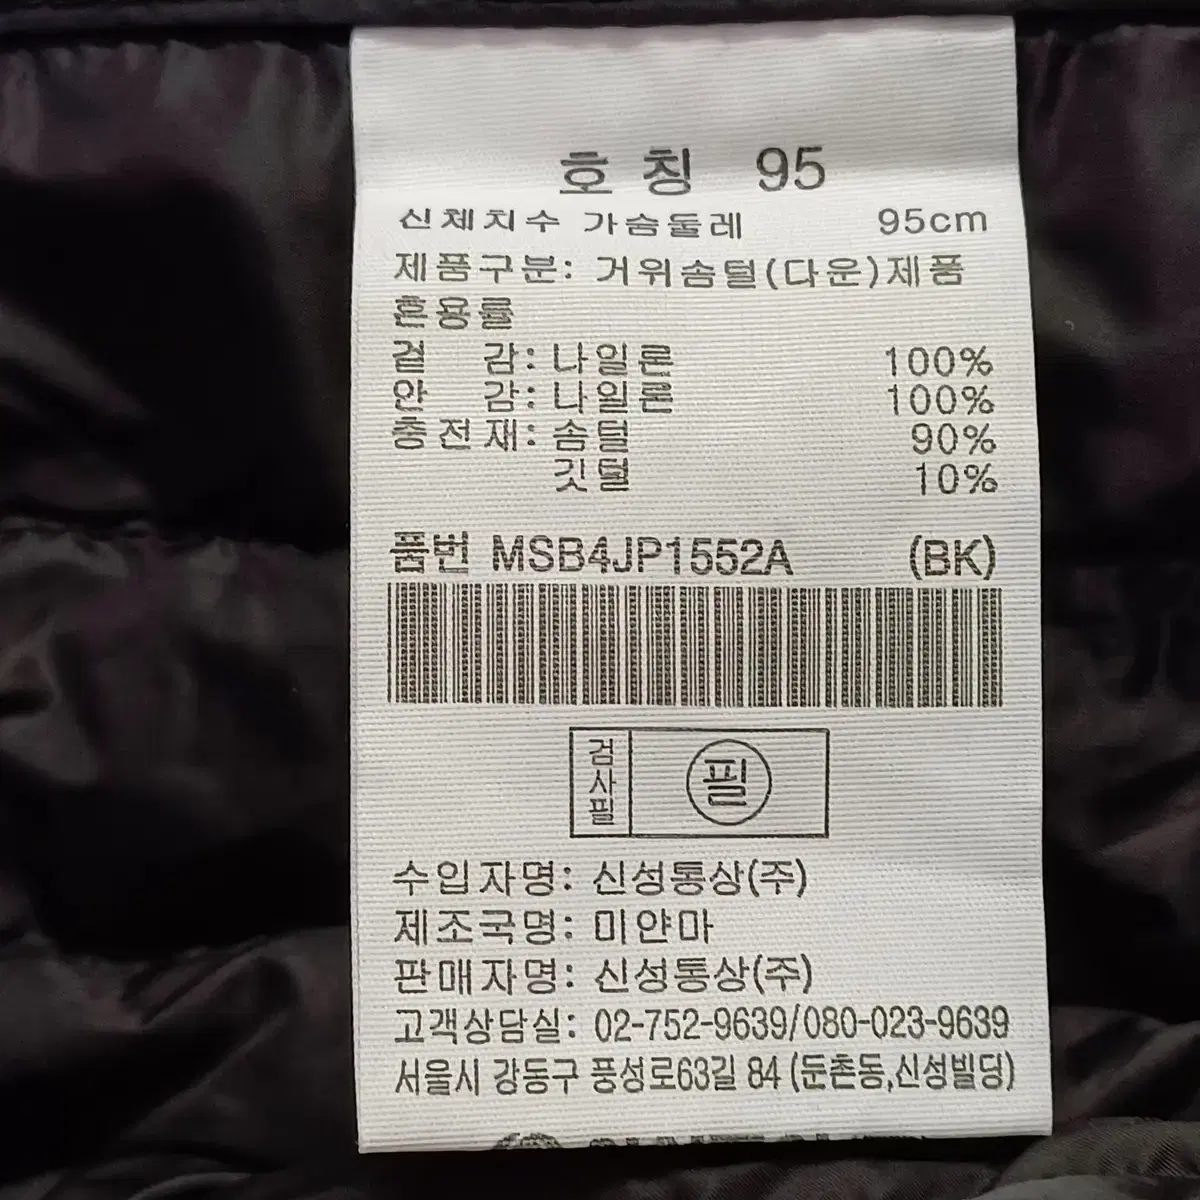 호 칭 95
신체치수 가슴둘레 95cm
제품구분: 거위솜털(다운)제품
혼용률
겉 감: 나일론 100%
안 감: 나일론 100%
충전재: 솜털 90%
깃털 10%
품번 MSB4JP1552A (BK)
검사필 필
수입자명: 신성통상(주)
제조국명: 미얀마
판매자명: 신성통상(주)
고객상담실: 02-752-9639/080-023-9639
서울시 강동구 풍성로63길 84 (둔촌동,신성빌딩)